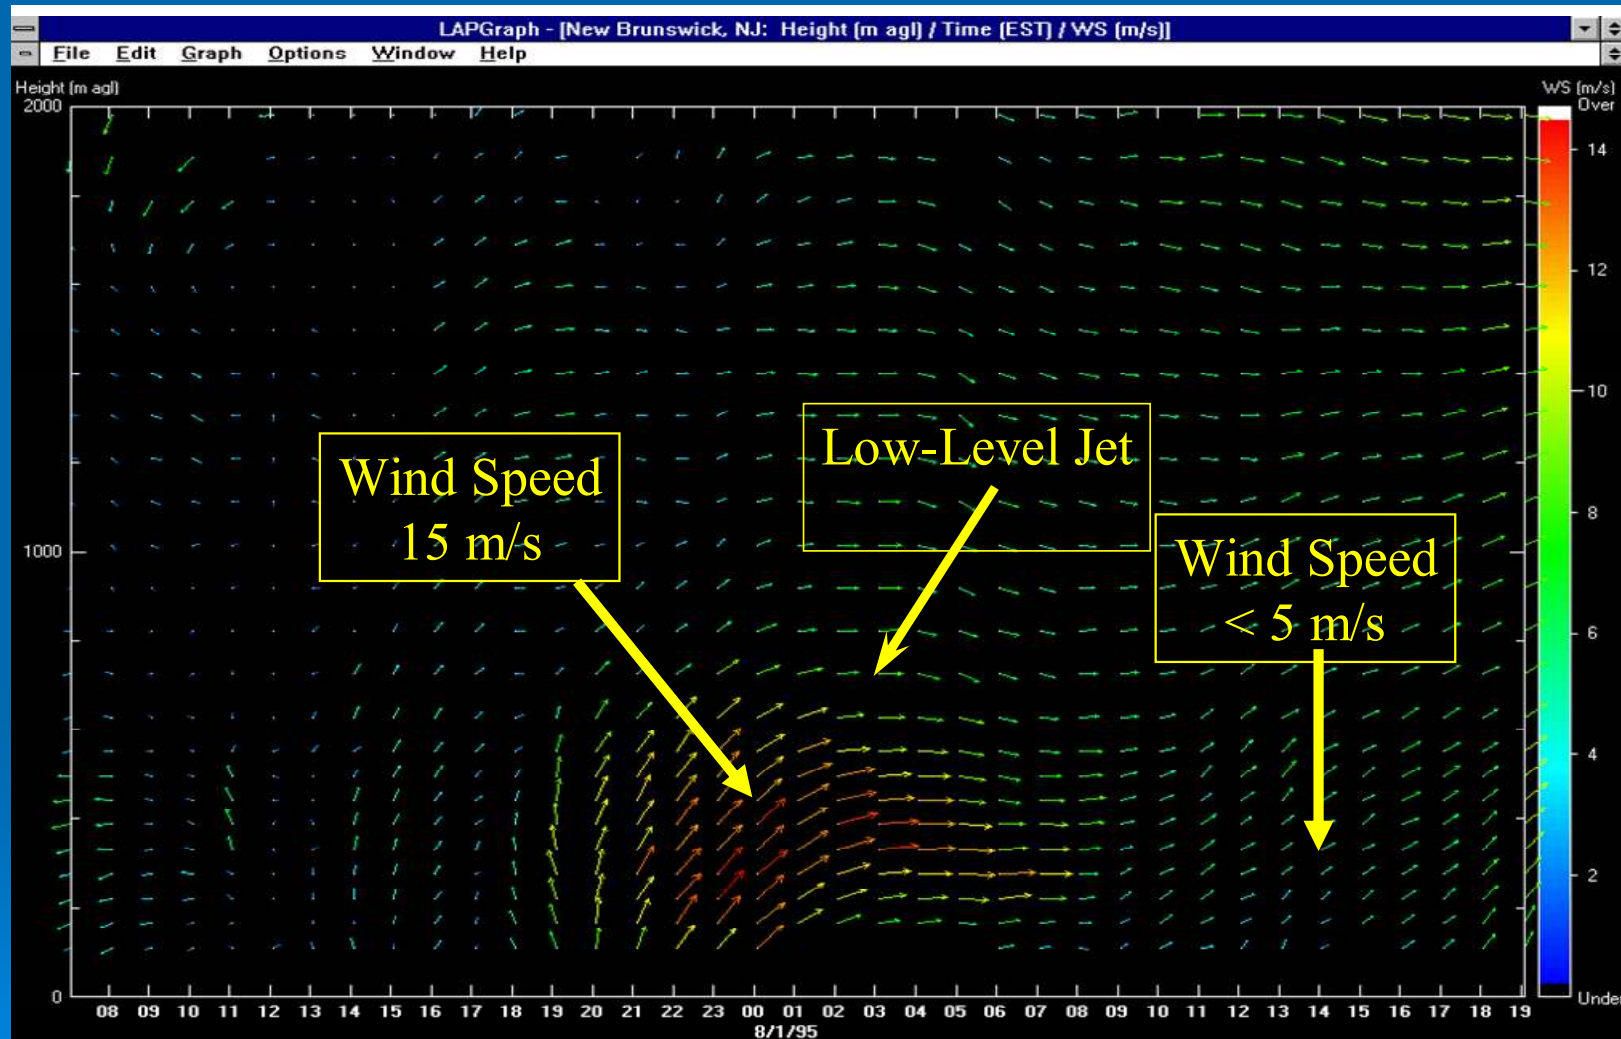 LAPGraph - [New Brunswick, NJ: Height (m agl) / Time (EST) / WS (m/s)]
File Edit Graph Options Window Help
Height (m agl)
WS (m/s)
Over
2000
14
12
10
Low-Level Jet
Wind Speed
15 m/s
8
1000
Wind Speed
< 5 m/s
6
4
2
0
Under
08 09 10 11 12 13 14 15 16 17 18 19 20 21 22 23 00 01 02 03 04 05 06 07 08 09 10 11 12 13 14 15 16 17 18 19
8/1/95